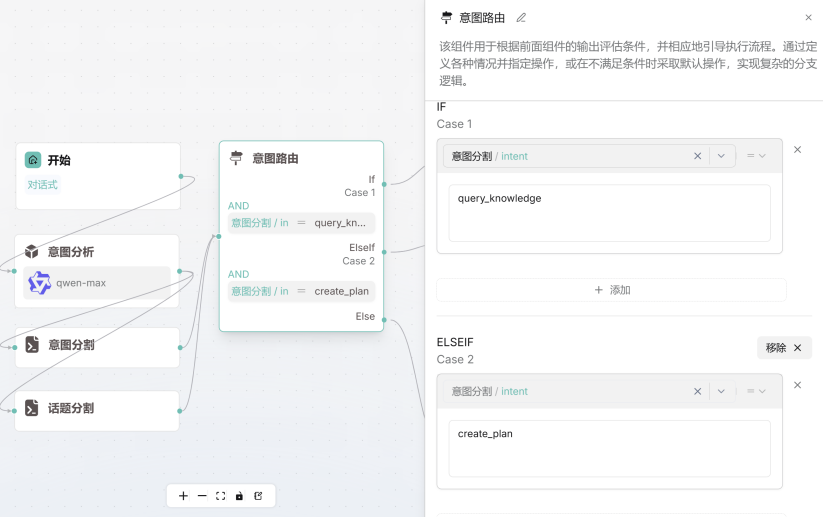 意图路由
该组件用于根据前面组件的输出评估条件，并相应地引导执行流程。通过定
义各种情况并指定操作，或在不满足条件时采取默认操作，实现复杂的分支
逻辑。
开始
对话式
意图分析
qwen-max
意图分割
话题分割
意图路由
If
Case 1
AND
意图分割 / in = query_kn...
ElseIf
Case 2
AND
意图分割 / in = create_plan
Else
IF
Case 1
意图分割 / intent =
query_knowledge
+ 添加
ELSEIF
移除
Case 2
意图分割 / intent =
create_plan